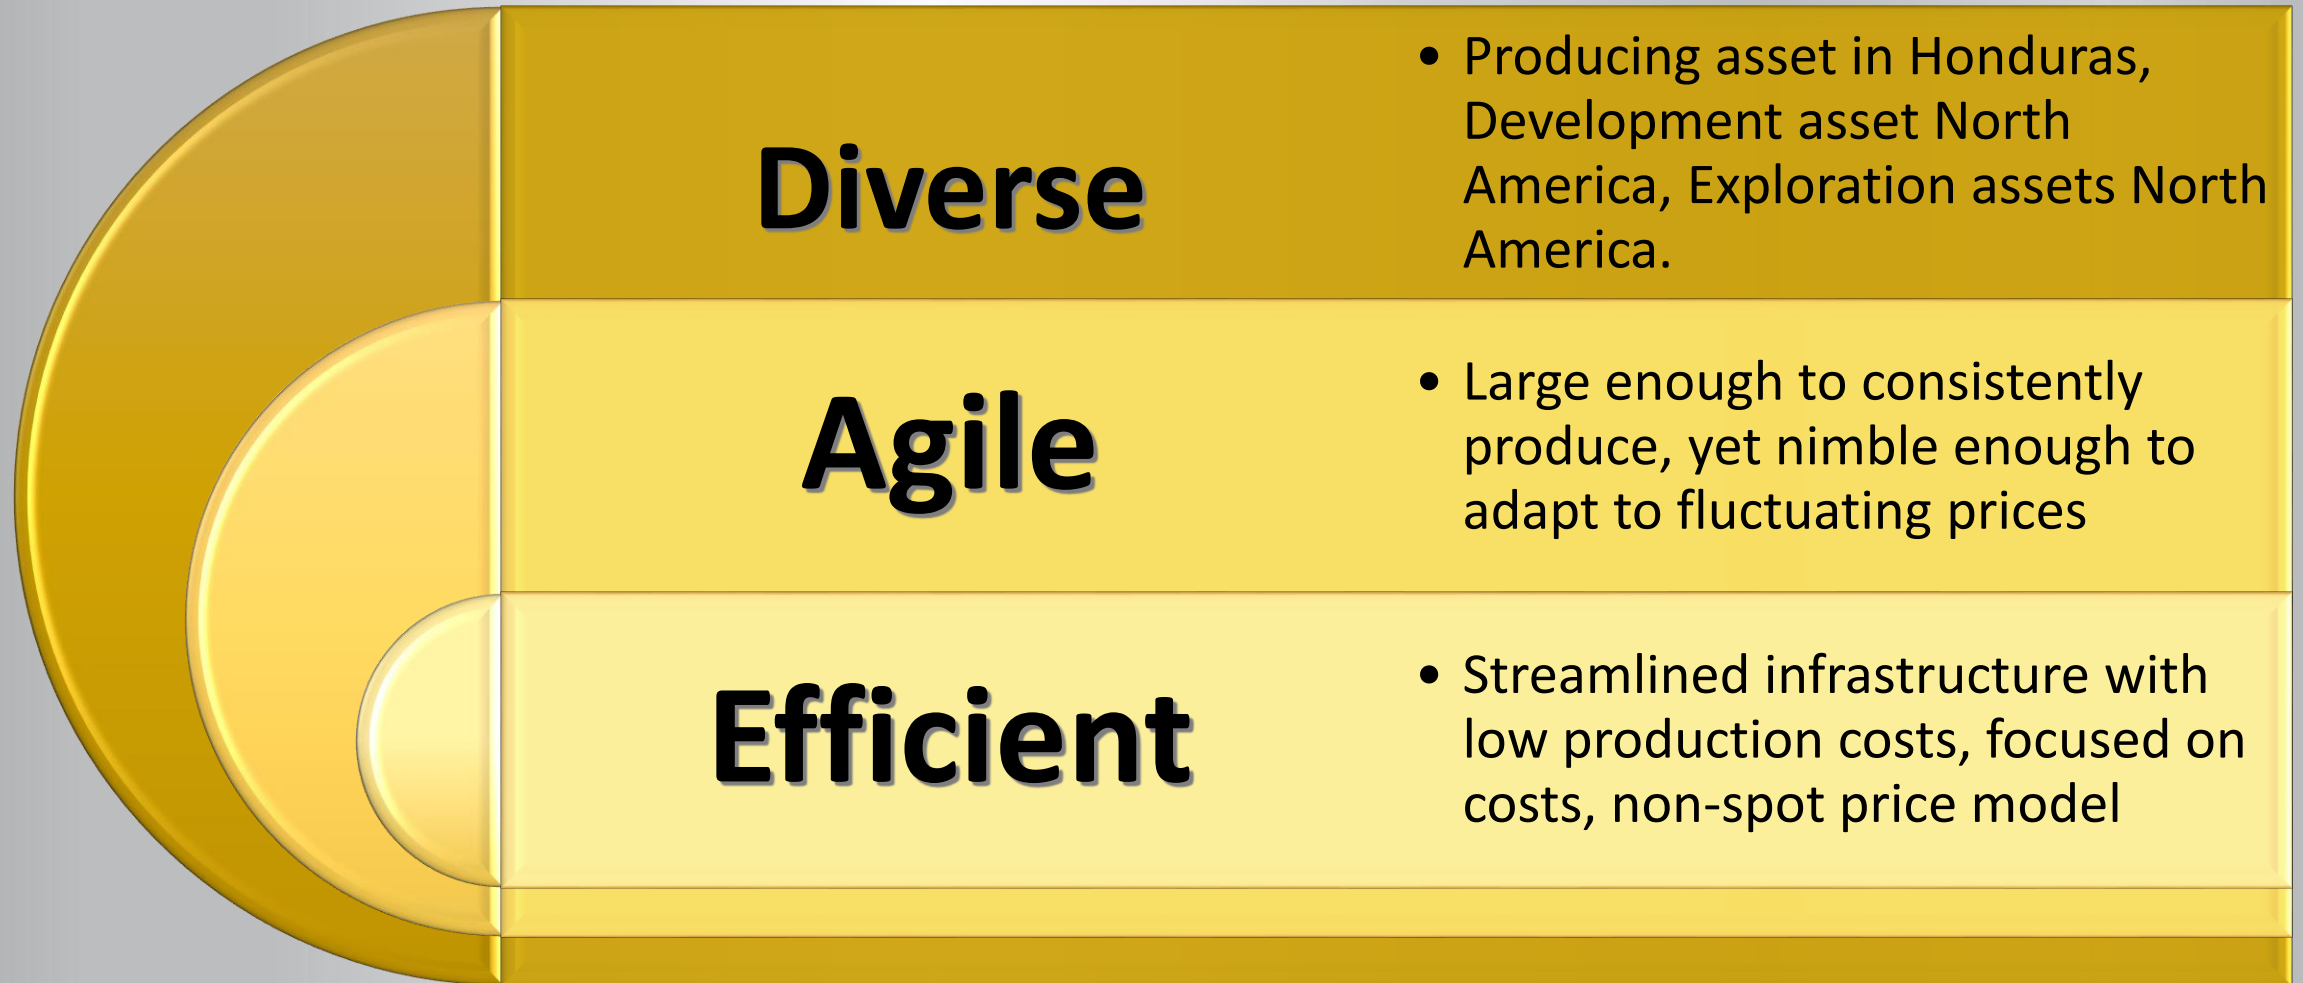 Diverse
• Producing asset in Honduras,
Development asset North
America, Exploration assets North
America.
Agile
• Large enough to consistently
produce, yet nimble enough to
adapt to fluctuating prices
Efficient
• Streamlined infrastructure with
low production costs, focused on
costs, non-spot price model